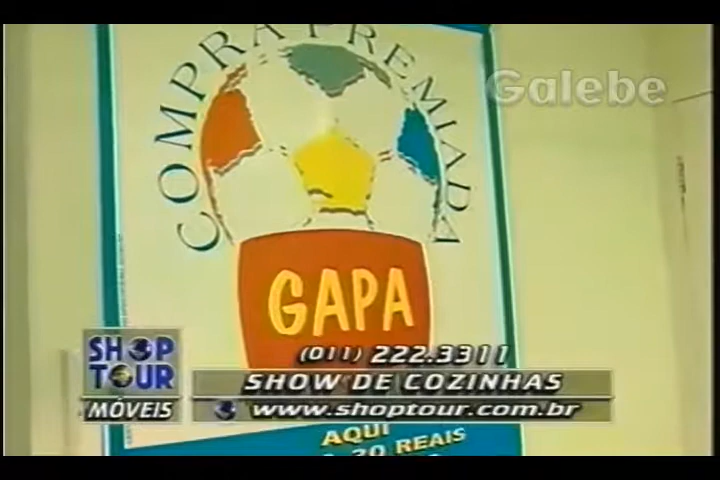 COMPRA PREMIADA
Galebe
GAPA
(011) 222.3311
SHOP TOUR
SHOW DE COZINHAS
MÓVEIS
www.shoptour.com.br
AQUI
20 REAIS